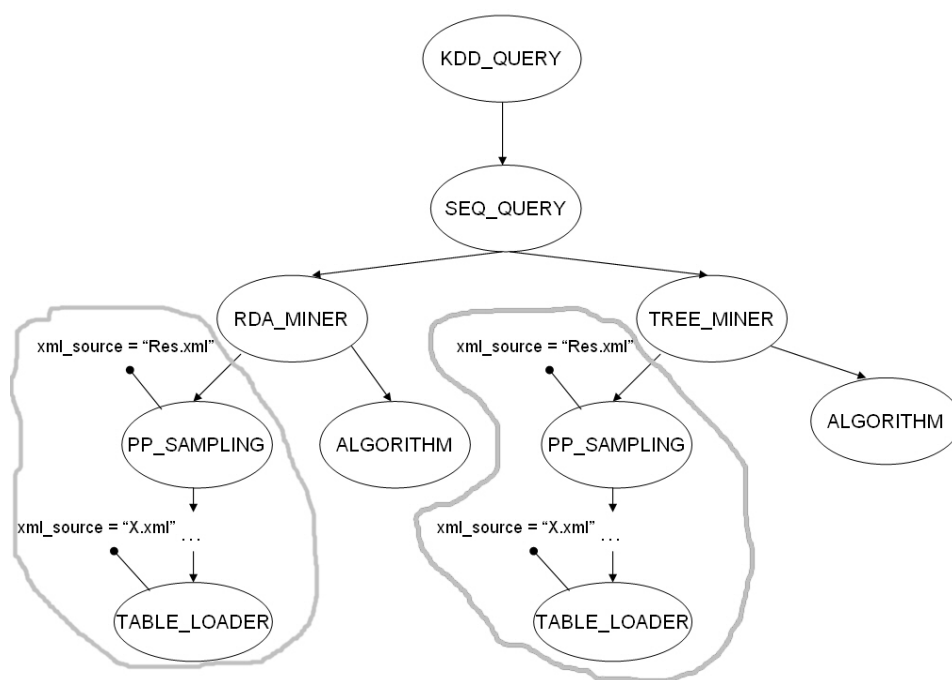 KDD_QUERY
SEQ_QUERY
RDA_MINER
TREE_MINER
xml_source = “Res.xml”
xml_source = “Res.xml”
ALGORITHM
PP_SAMPLING
ALGORITHM
PP_SAMPLING
xml_source = “X.xml”
...
xml_source = “X.xml”
...
TABLE_LOADER
TABLE_LOADER